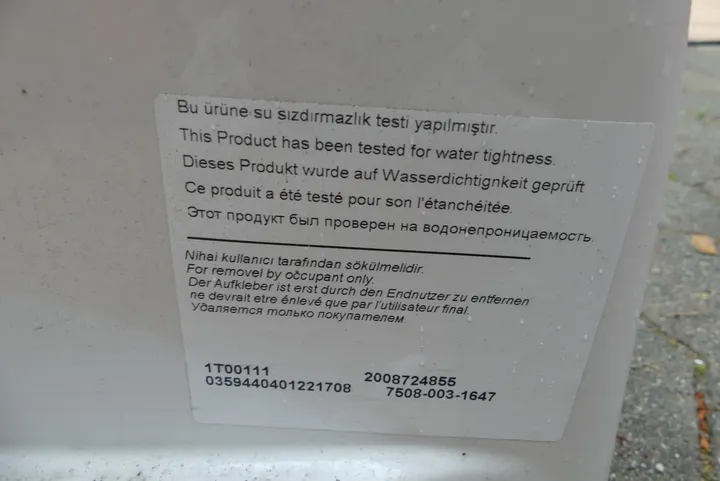 Bu ürüne su sızdırmazlık testi yapılmıştır.
This Product has been tested for water tightness.
Dieses Produkt wurde auf Wasserdichtignkeit geprüft
Ce produit a été testé pour son l'étanchéitée.
Этот продукт был проверен на водонепроницаемость.
Nihai kullanıcı tarafından sökülmelidir.
For removel by occupant only.
Der Aufkleber ist erst durch den Endnutzer zu entfernen
ne devrait etre énlevé que par l'utilisateur final.
Удаляется только покупателем
1T00111 2008724855
0359440401221708 7508-003-1647